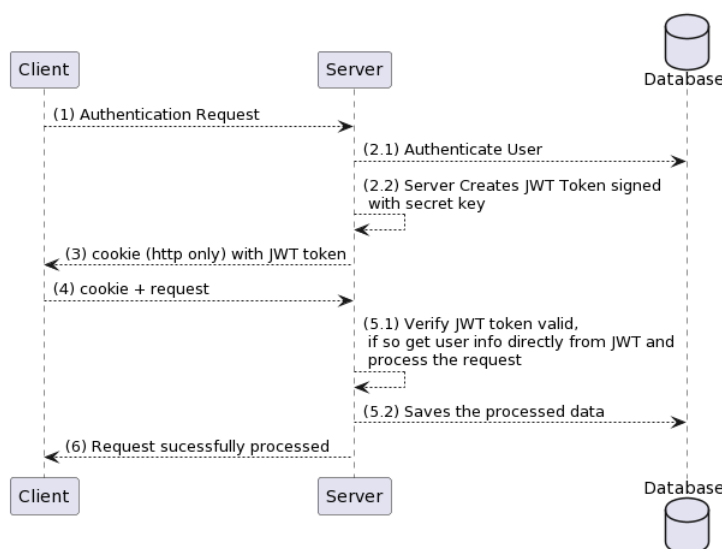 Client
Server
Database
(1) Authentication Request
(2.1) Authenticate User
(2.2) Server Creates JWT Token signed
with secret key
(3) cookie (http only) with JWT token
(4) cookie + request
(5.1) Verify JWT token valid,
if so get user info directly from JWT and
process the request
(5.2) Saves the processed data
(6) Request sucessfully processed
Client
Server
Database